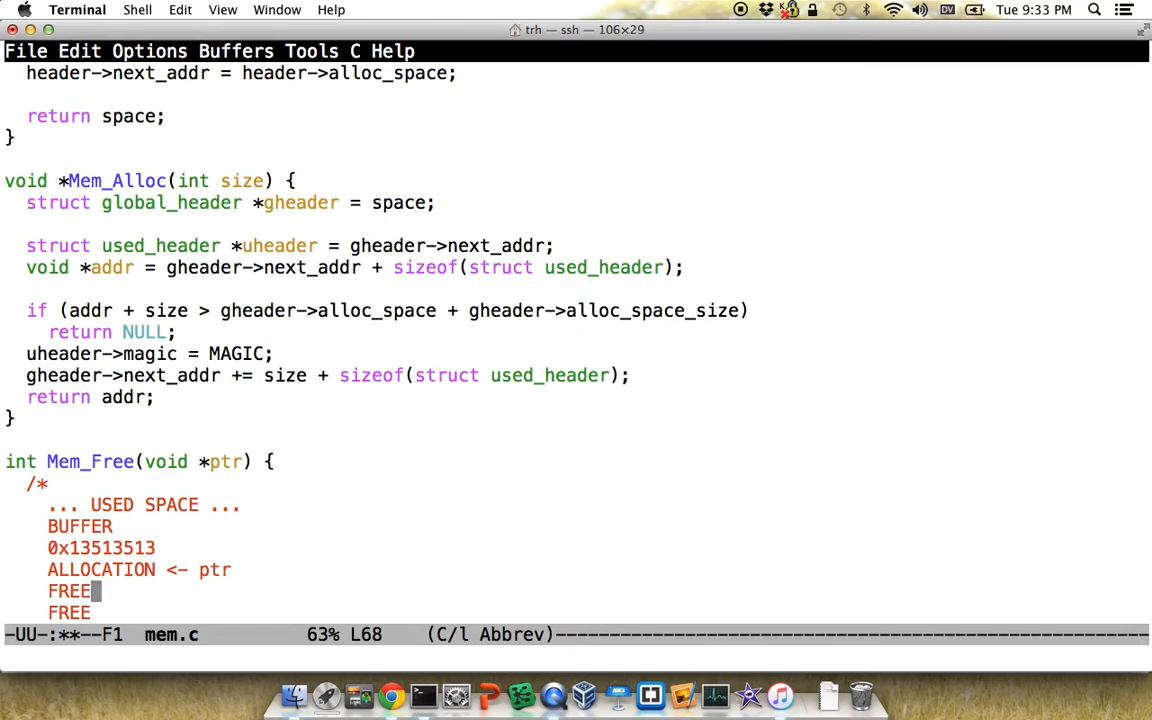 Terminal Shell Edit View Window Help Tue 9:33 PM
trh — ssh — 106×29
File Edit Options Buffers Tools C Help
header->next_addr = header->alloc_space;
return space;
}
void *Mem_Alloc(int size) {
struct global_header *gheader = space;
struct used_header *uheader = gheader->next_addr;
void *addr = gheader->next_addr + sizeof(struct used_header);
if (addr + size > gheader->alloc_space + gheader->alloc_space_size)
return NULL;
uheader->magic = MAGIC;
gheader->next_addr += size + sizeof(struct used_header);
return addr;
}
int Mem_Free(void *ptr) {
/*
... USED SPACE ...
BUFFER
0x13513513
ALLOCATION <- ptr
FREE
FREE
-UU-:**--F1 mem.c 63% L68 (C/l Abbrev)------------------------------------------------------